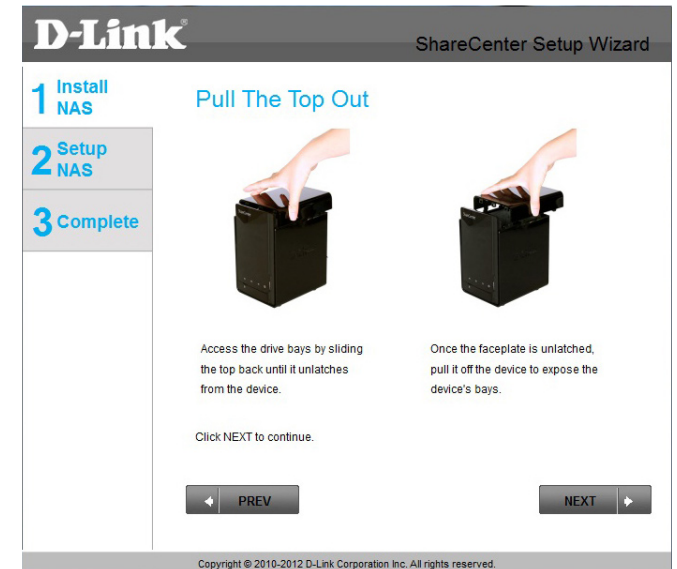 D-Link®
ShareCenter Setup Wizard
1 Install
NAS
2 Setup
NAS
3 Complete
Pull The Top Out
Access the drive bays by sliding
the top back until it unlatches
from the device.
Once the faceplate is unlatched,
pull it off the device to expose the
device's bays.
Click NEXT to continue.
PREV
NEXT
Copyright © 2010-2012 D-Link Corporation Inc. All rights reserved.